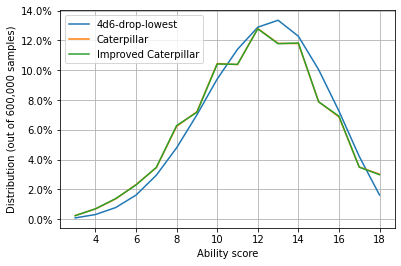 14.0%
12.0%
10.0%
8.0%
6.0%
4.0%
2.0%
0.0%
Distribution (out of 600,000 samples)
4d6-drop-lowest
Caterpillar
Improved Caterpillar
4 6 8 10 12 14 16 18
Ability score